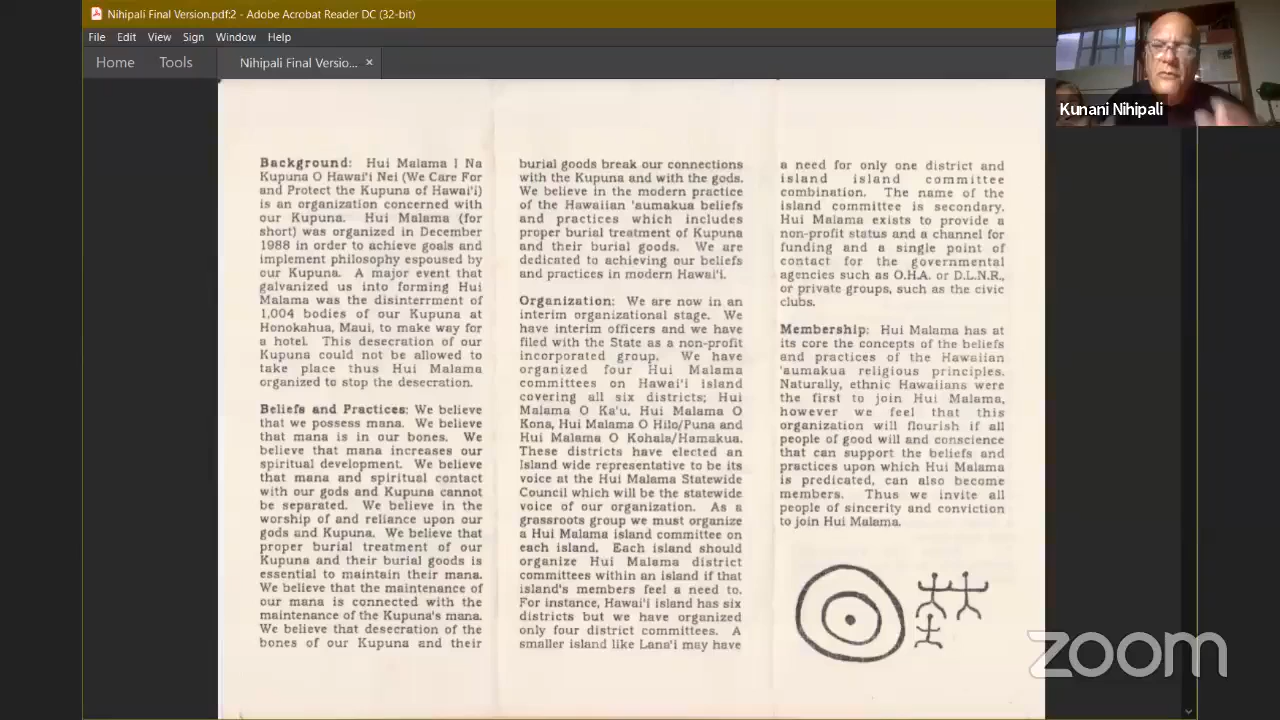 Nihipali Final Version.pdf:2 - Adobe Acrobat Reader DC (32-bit)
File Edit View Sign Window Help
Home Tools Nihipali Final Versio... ×
Kunani Nihipali
Background: Hui Malama I Na
Kupuna O Hawai'i Nei (We Care For
and Protect the Kupuna of Hawai'i)
is an organization concerned with
our Kupuna. Hui Malama (for
short) was organized in December
1988 in order to achieve goals and
implement philosophy espoused by
our Kupuna. A major event that
galvanized us into forming Hui
Malama was the disinterrment of
1,004 bodies of our Kupuna at
Honokahua, Maui, to make way for
a hotel. This desecration of our
Kupuna could not be allowed to
take place thus Hui Malama
organized to stop the desecration.
Beliefs and Practices: We believe
that we possess mana. We believe
that mana is in our bones. We
believe that mana increases our
spiritual development. We believe
that mana and spiritual contact
with our gods and Kupuna cannot
be separated. We believe in the
worship of and reliance upon our
gods and Kupuna. We believe that
proper burial treatment of our
Kupuna and their burial goods is
essential to maintain their mana.
We believe that the maintenance of
our mana is connected with the
maintenance of the Kupuna's mana.
We believe that desecration of the
bones of our Kupuna and their
burial goods break our connections
with the Kupuna and with the gods.
We believe in the modern practice
of the Hawaiian 'aumakua beliefs
and practices which includes
proper burial treatment of Kupuna
and their burial goods. We are
dedicated to achieving our beliefs
and practices in modern Hawai'i.
Organization: We are now in an
interim organizational stage. We
have interim officers and we have
filed with the State as a non-profit
incorporated group. We have
organized four Hui Malama
committees on Hawai'i island
covering all six districts; Hui
Malama O Ka'u, Hui Malama O
Kona, Hui Malama O Hilo/Puna and
Hui Malama O Kohala/Hamakua.
These districts have elected an
Island wide representative to be its
voice at the Hui Malama Statewide
Council which will be the statewide
voice of our organization. As a
grassroots group we must organize
a Hui Malama island committee on
each island. Each island should
organize Hui Malama district
committees within an island if that
island's members feel a need to.
For instance, Hawai'i island has six
districts but we have organized
only four district committees. A
smaller island like Lana'i may have
a need for only one district and
island island committee
combination. The name of the
island committee is secondary.
Hui Malama exists to provide a
non-profit status and a channel for
funding and a single point of
contact for the governmental
agencies such as O.H.A. or D.L.N.R.,
or private groups, such as the civic
clubs.
Membership: Hui Malama has at
its core the concepts of the beliefs
and practices of the Hawaiian
'aumakua religious principles.
Naturally, ethnic Hawaiians were
the first to join Hui Malama,
however we feel that this
organization will flourish if all
people of good will and conscience
that can support the beliefs and
practices upon which Hui Malama
is predicated, can also become
members. Thus we invite all
people of sincerity and conviction
to join Hui Malama.
zoom